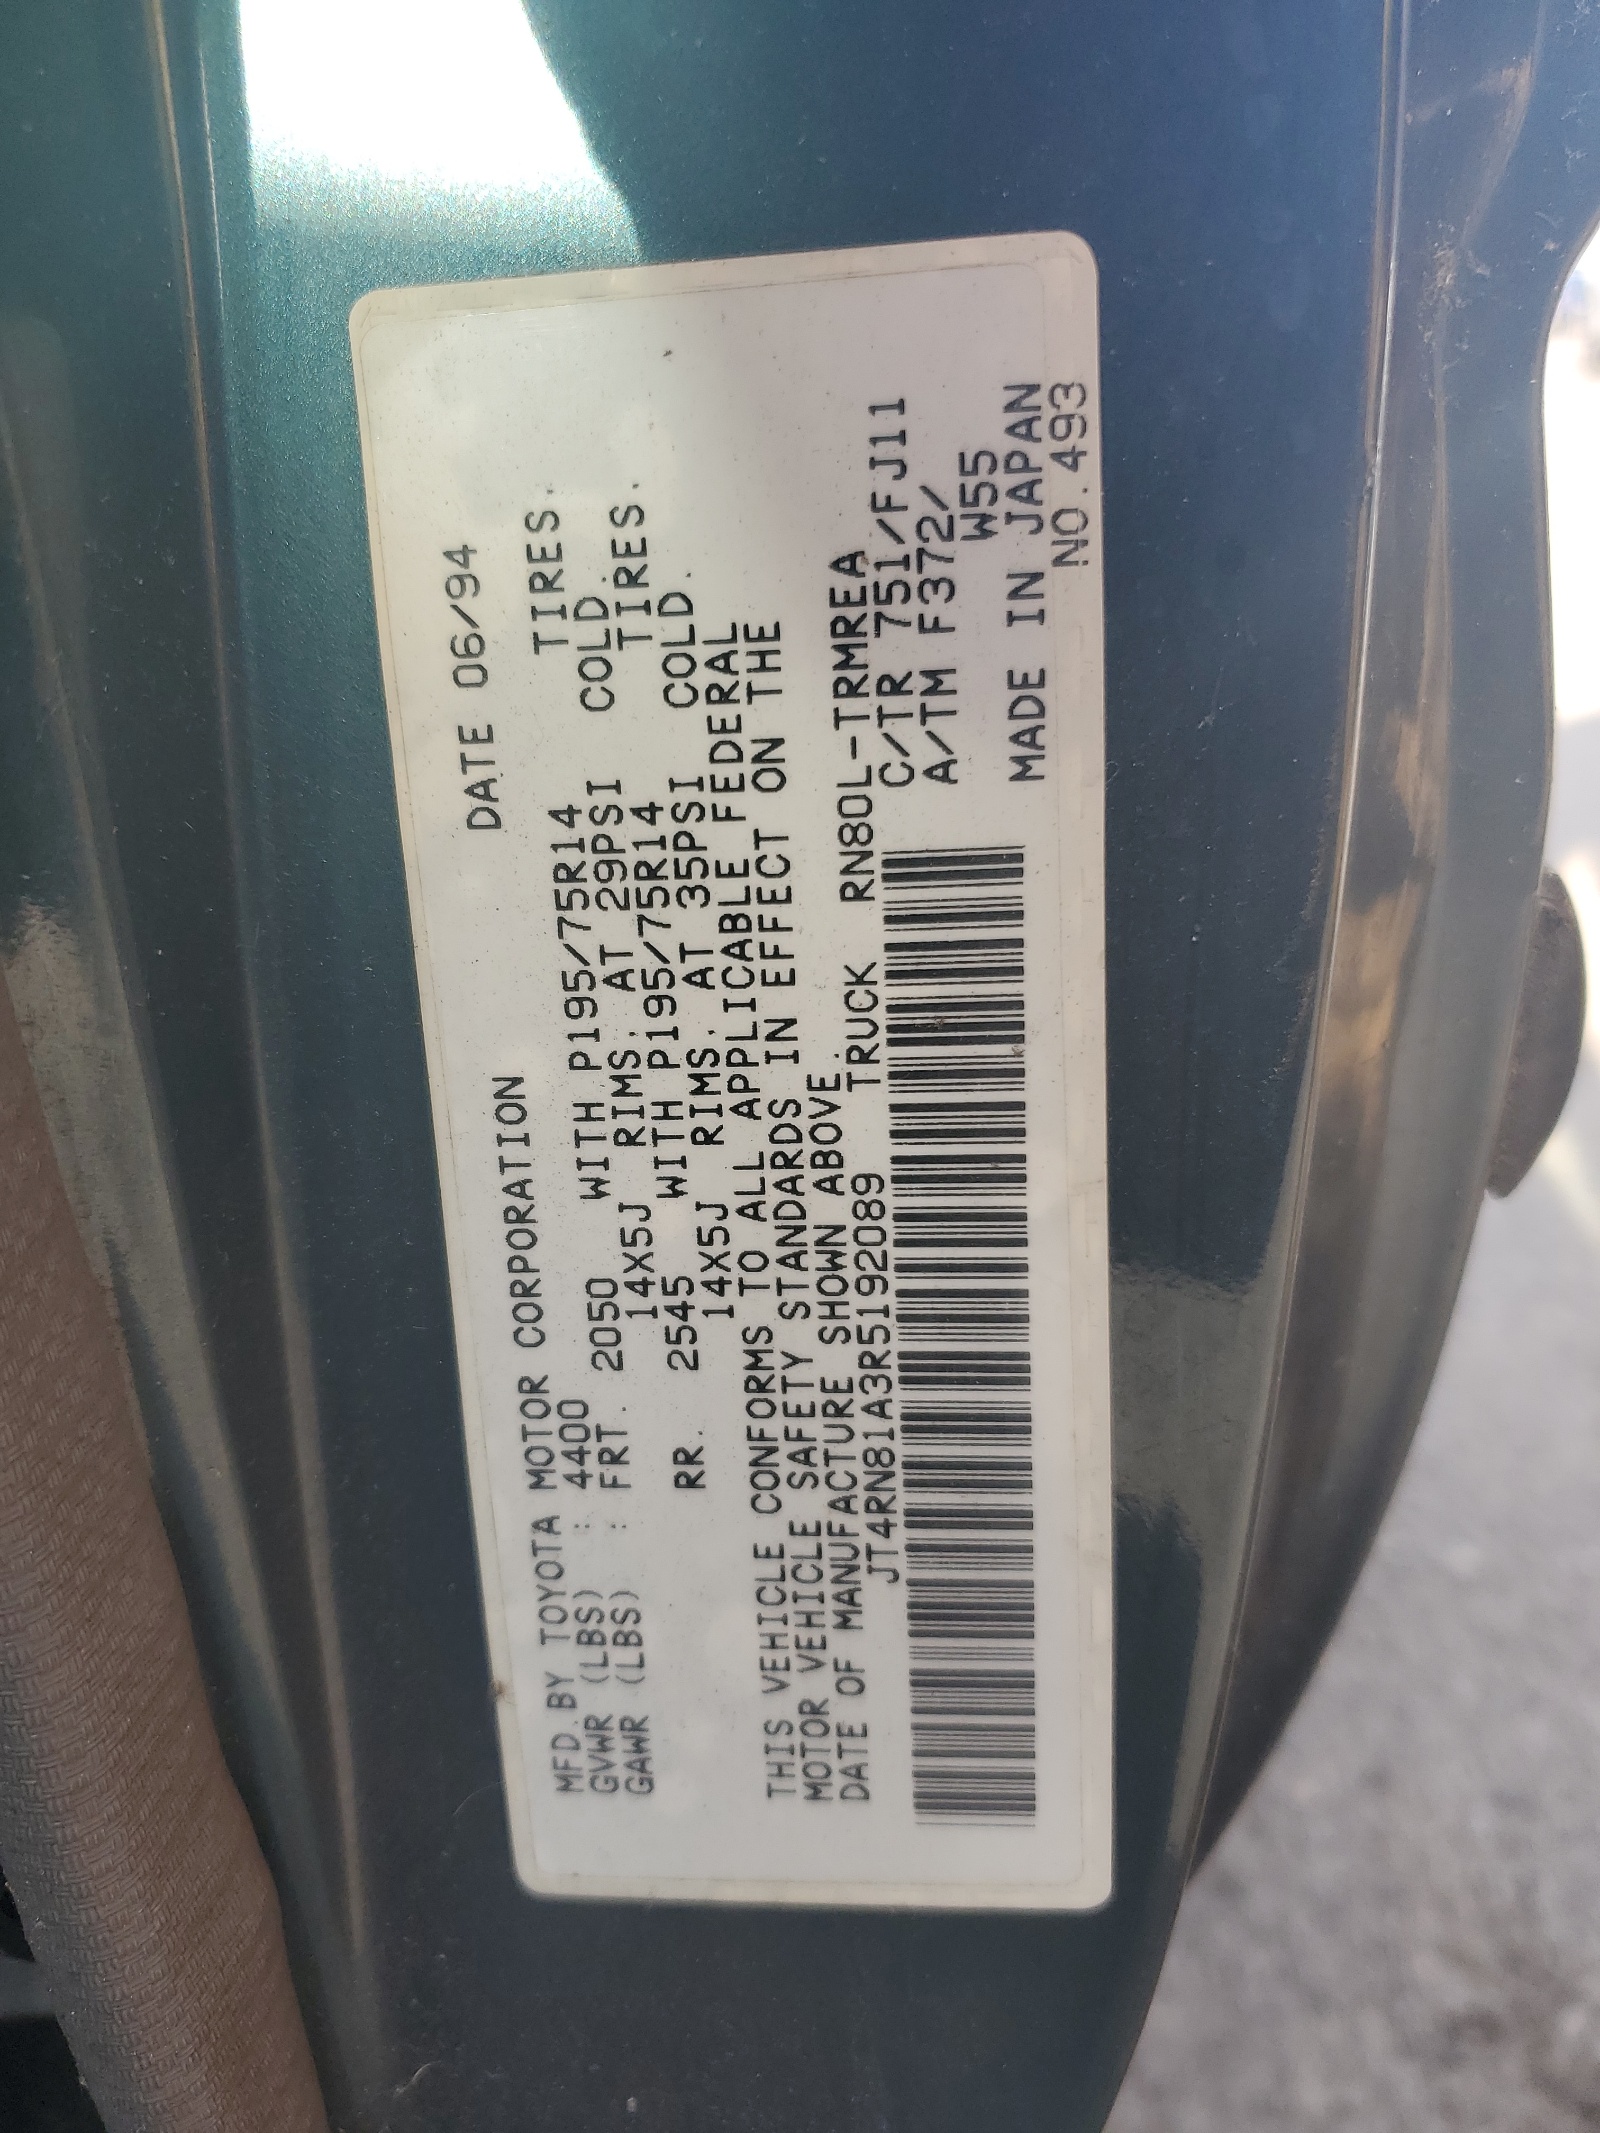 MFD.BY TOYOTA MOTOR CORPORATION DATE 06/94
GVWR (LBS) : 4400
GAWR (LBS) : FRT. 2050 WITH P195/75R14 TIRES.
14X5J RIMS. AT 29PSI COLD.
RR. 2545 WITH P195/75R14 TIRES.
14X5J RIMS. AT 35PSI COLD.
THIS VEHICLE CONFORMS TO ALL APPLICABLE FEDERAL
MOTOR VEHICLE SAFETY STANDARDS IN EFFECT ON THE
DATE OF MANUFACTURE SHOWN ABOVE.
JT4RN81A3R5192089 TRUCK RN80L-TRMREA
C/TR 751/FJ11
A/TM F372/
W55
MADE IN JAPAN
NO.493